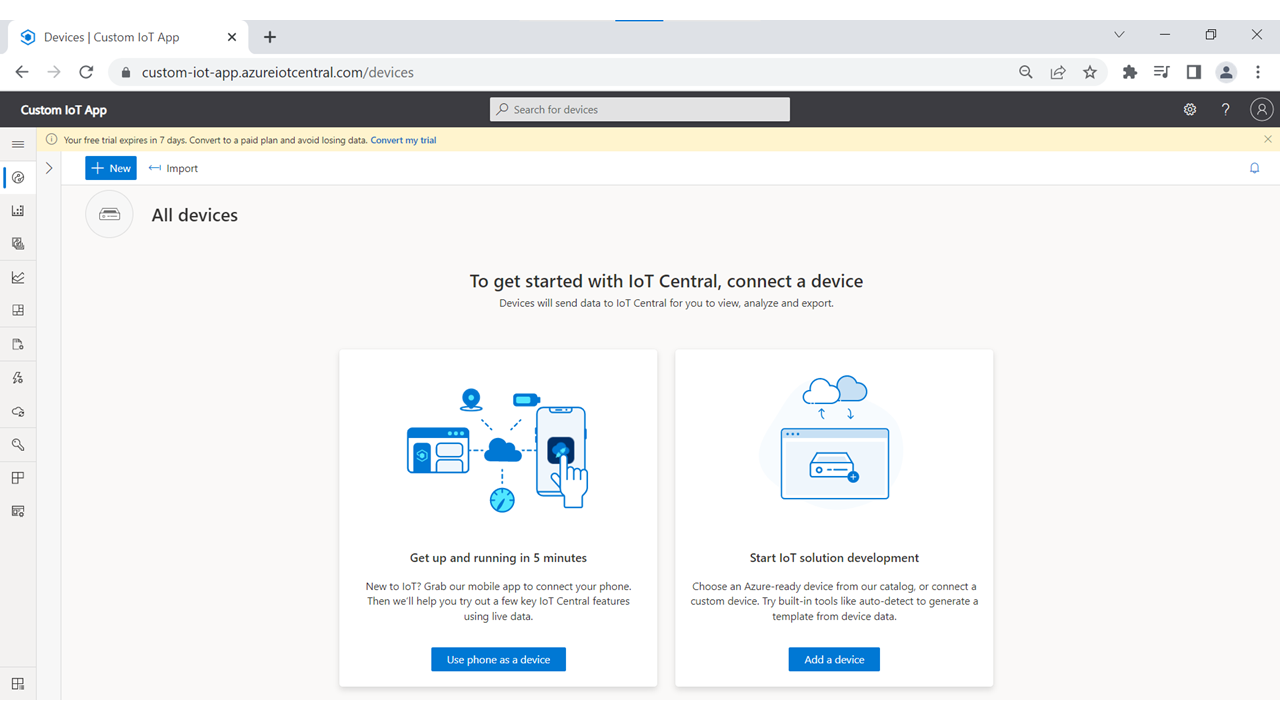 Devices | Custom IoT App
custom-iot-app.azureiotcentral.com/devices
Custom IoT App
Search for devices
?
Your free trial expires in 7 days. Convert to a paid plan and avoid losing data. Convert my trial
New
Import
All devices
To get started with IoT Central, connect a device
Devices will send data to IoT Central for you to view, analyze and export.
Get up and running in 5 minutes
New to IoT? Grab our mobile app to connect your phone.
Then we'll help you try out a few key IoT Central features
using live data.
Use phone as a device
Start IoT solution development
Choose an Azure-ready device from our catalog, or connect a
custom device. Try built-in tools like auto-detect to generate a
template from device data.
Add a device